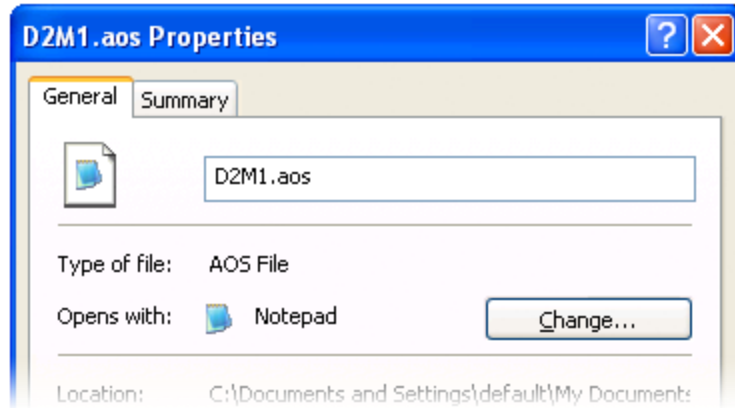 D2M1.aos Properties
General Summary
D2M1.aos
Type of file: AOS File
Opens with: Notepad Change...
Location: C:\Documents and Settings\default\My Documents